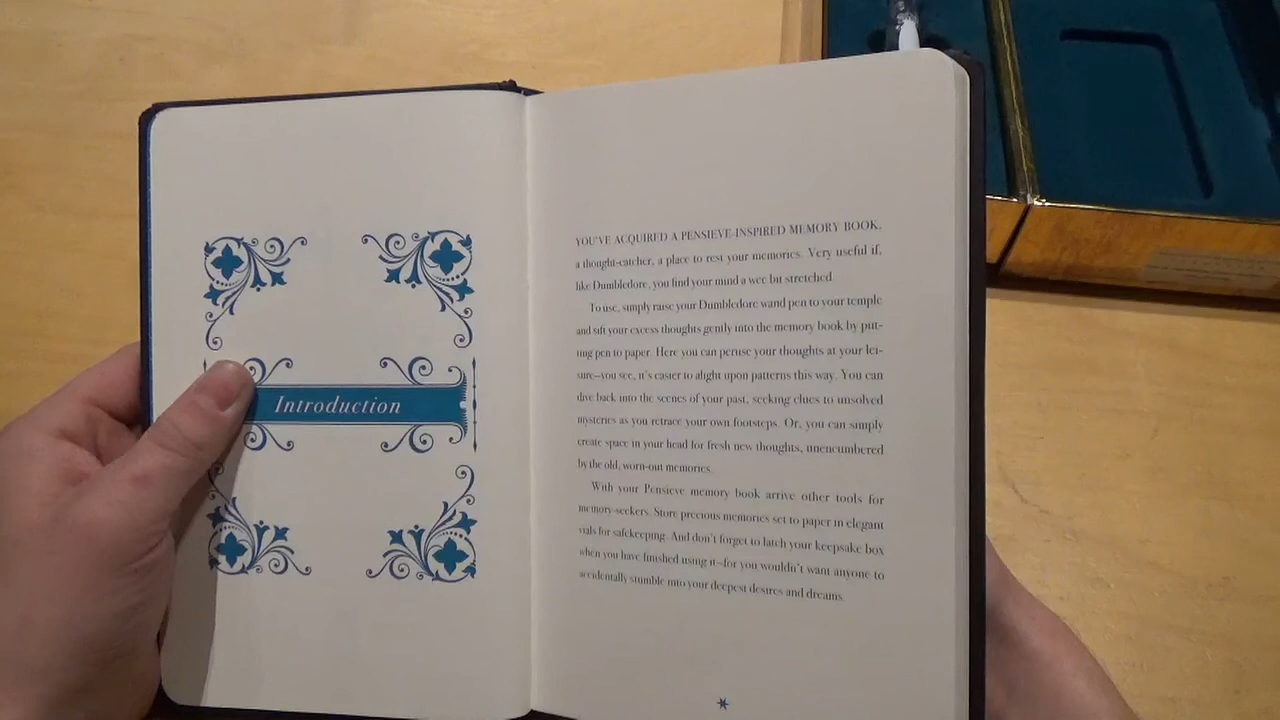 Introduction
YOU'VE ACQUIRED A PENSIEVE-INSPIRED MEMORY BOOK,
a thought-catcher, a place to rest your memories. Very useful if,
like Dumbledore, you find your mind a wee bit stretched.
To use, simply raise your Dumbledore wand pen to your temple
and sift your excess thoughts gently into the memory book by put-
ting pen to paper. Here you can peruse your thoughts at your lei-
sure—you see, it's easier to alight upon patterns this way. You can
dive back into the scenes of your past, seeking clues to unsolved
mysteries as you retrace your own footsteps. Or, you can simply
create space in your head for fresh new thoughts, unencumbered
by the old, worn-out memories.
With your Pensieve memory book arrive other tools for
memory-seekers. Store precious memories set to paper in elegant
vials for safekeeping. And don't forget to latch your keepsake box
when you have finished using it—for you wouldn't want anyone to
accidentally stumble into your deepest desires and dreams.